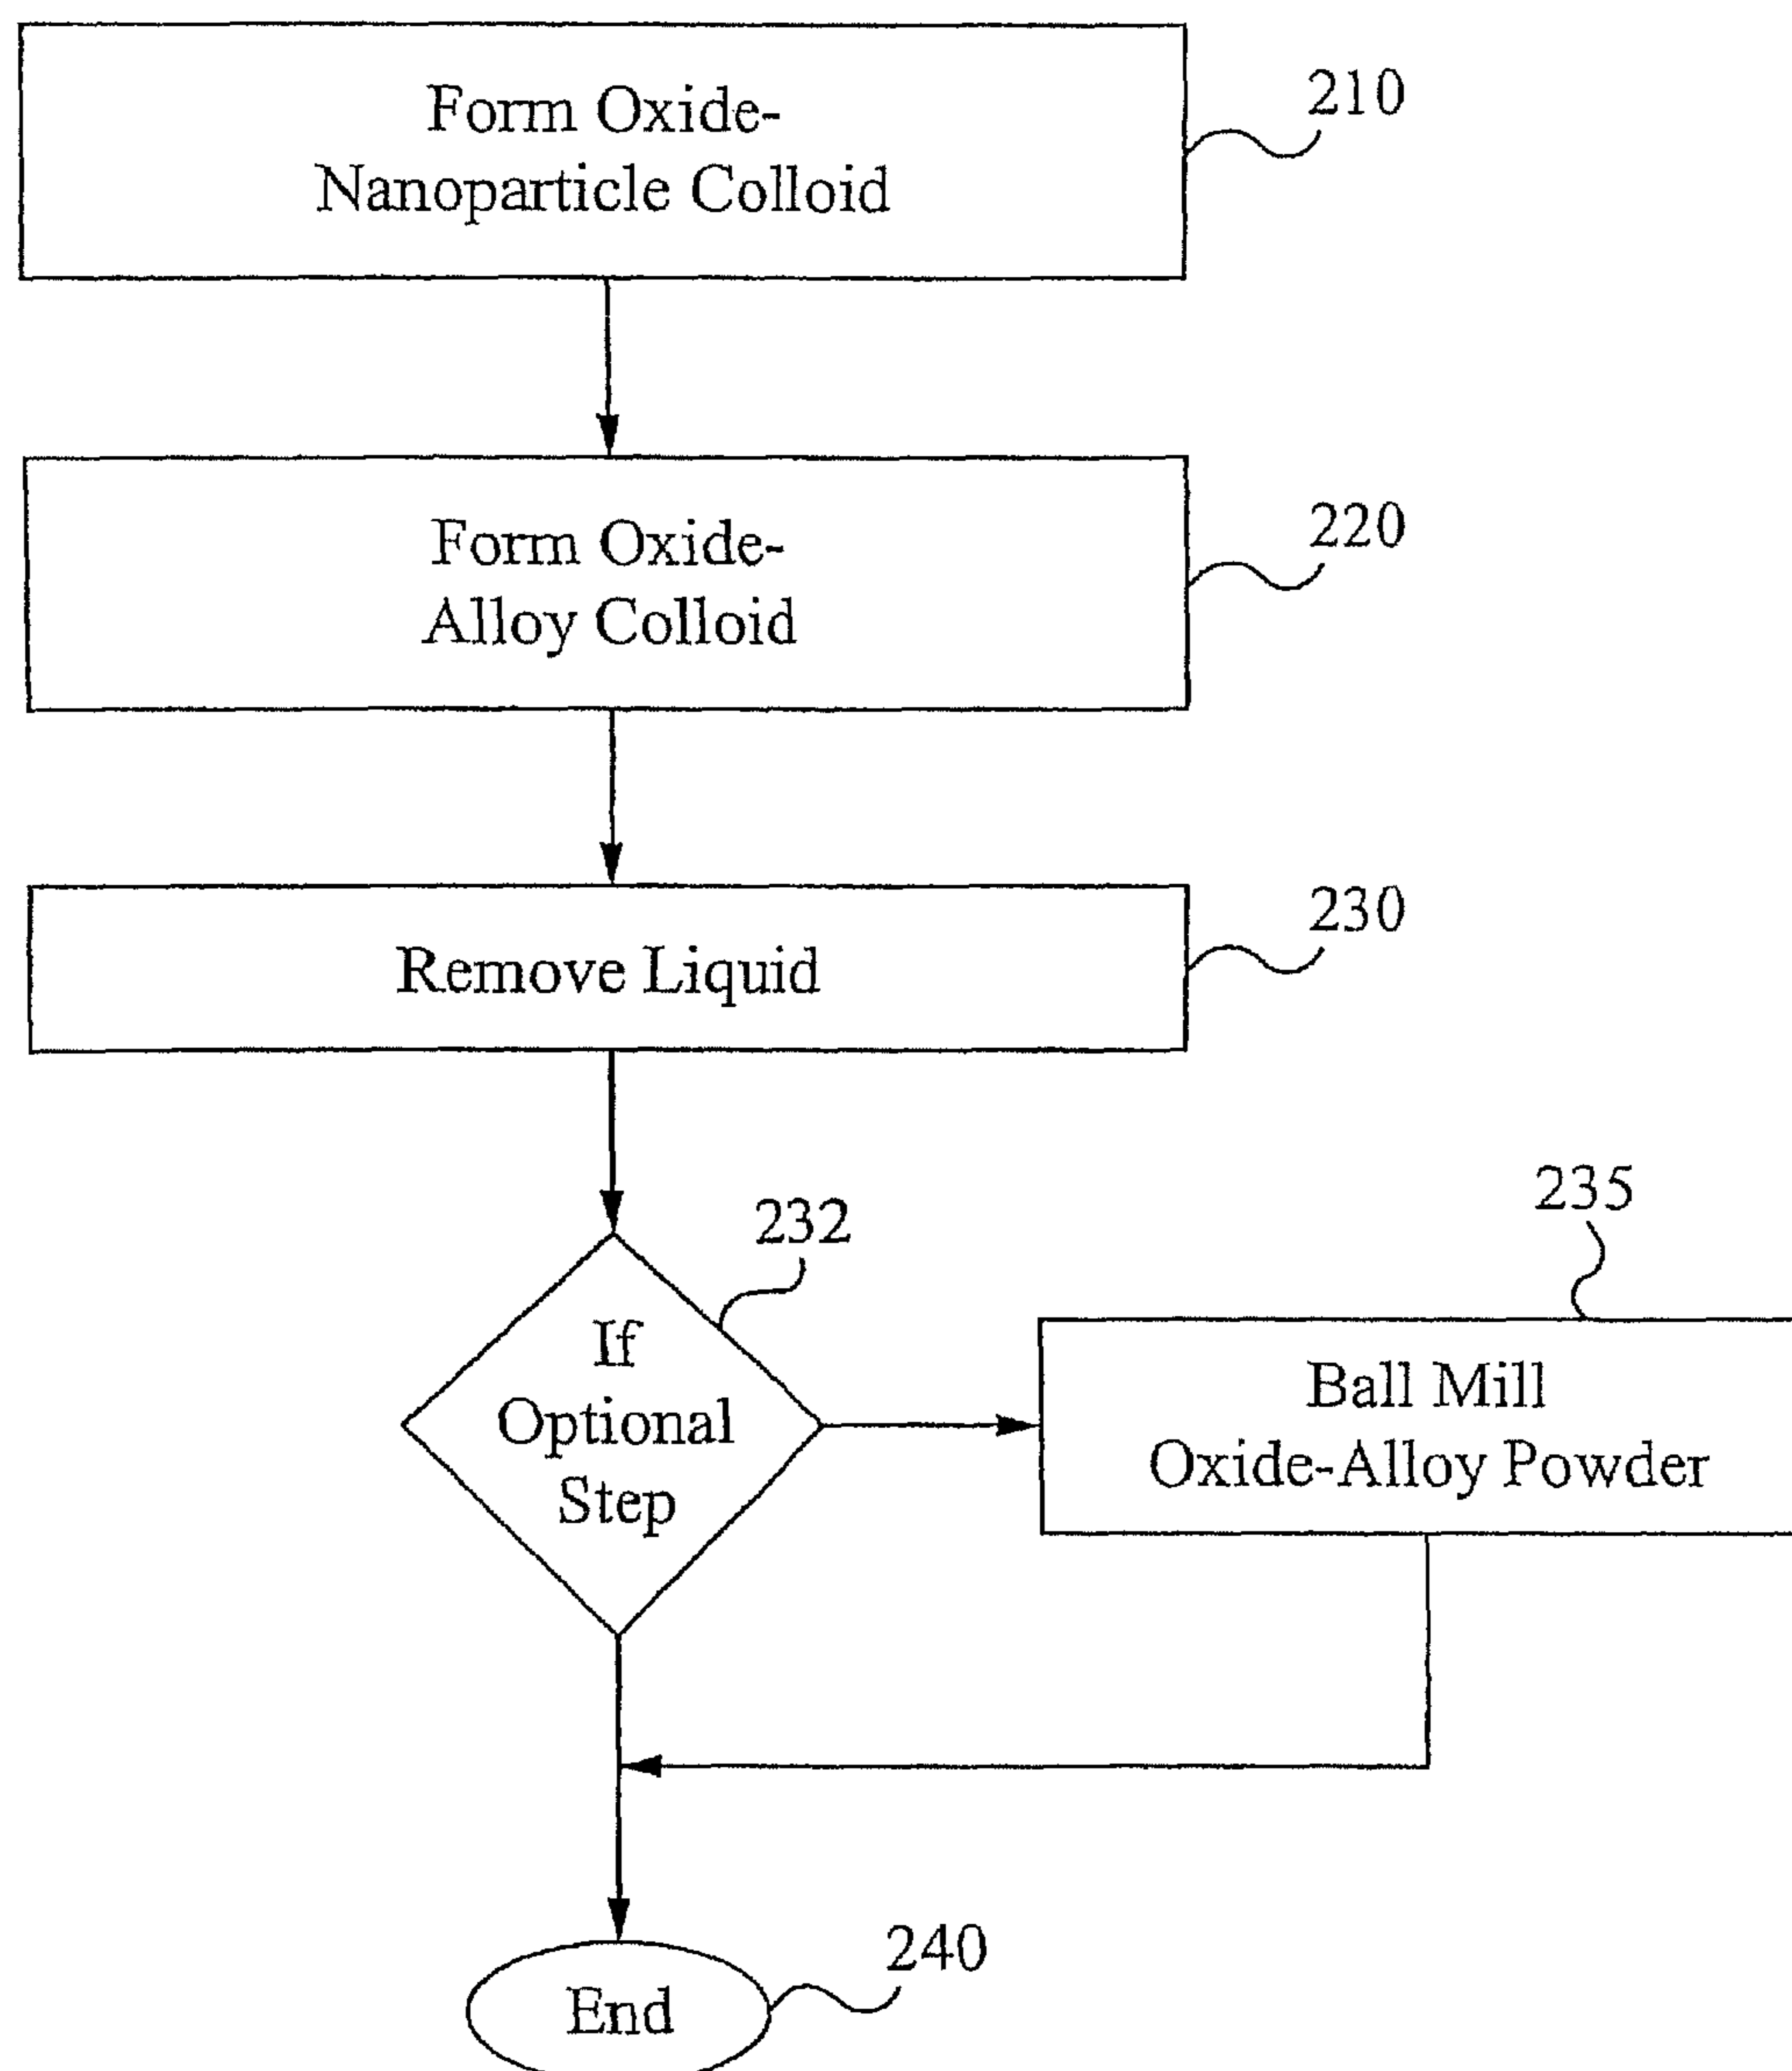 Form Oxide-
Nanoparticle Colloid
210
Form Oxide-
Alloy Colloid
220
Remove Liquid
230
232
If
Optional
Step
235
Ball Mill
Oxide-Alloy Powder
240
End